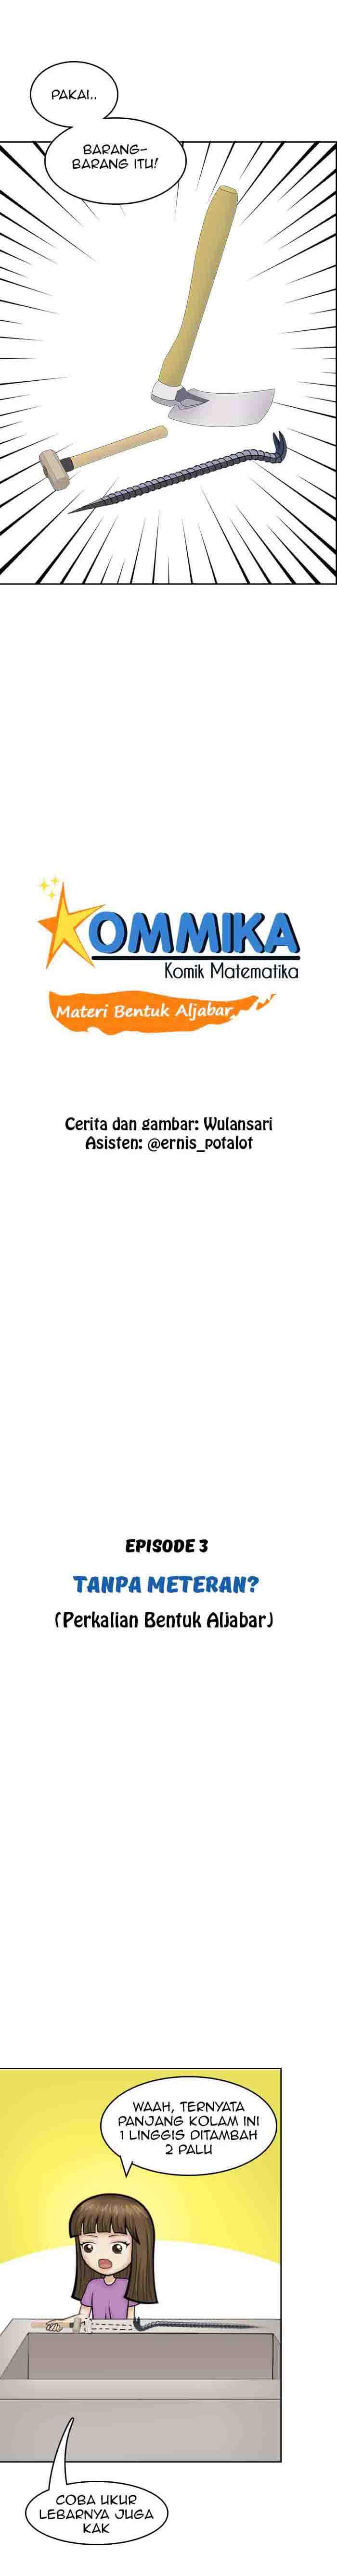 PAKAI..
BARANG-
BARANG ITU!
KOMMIKA
Komik Matematika
Materi Bentuk Aljabar
Cerita dan gambar: Wulansari
Asisten: @ernis_potalot
EPISODE 3
TANPA METERAN?
(Perkalian Bentuk Aljabar)
WAAH, TERNYATA
PANJANG KOLAM INI
1 LINGGIS DITAMBAH
2 PALU
COBA UKUR
LEBARNYA JUGA
KAK